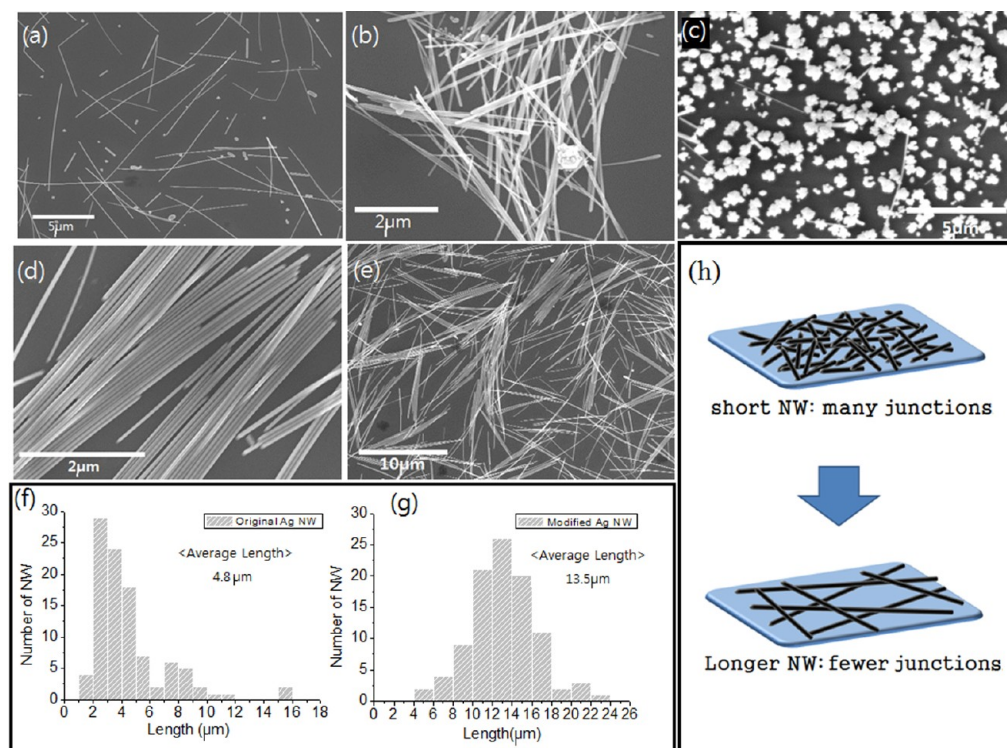 (a)
5µm
(b)
2µm
(c)
5µm
(d)
2µm
(e)
10µm
(f)
Original Ag NW
<Average Length>
4.8µm
Number of NW
30
25
20
15
10
5
0
0 2 4 6 8 10 12 14 16 18
Length (µm)
(g)
Modified Ag NW
<Average Length>
13.5µm
Number of NW
30
25
20
15
10
5
0
0 2 4 6 8 10 12 14 16 18 20 22 24 26
Length(µm)
(h)
short NW: many junctions
Longer NW: fewer junctions